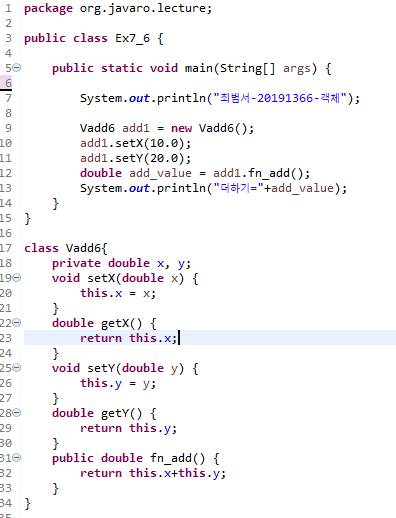 1 package org.javaro.lecture;
2
3 public class Ex7_6 {
4
5 public static void main(String[] args) {
6
7 System.out.println("최범서-20191366-객체");
8
9 Vadd6 add1 = new Vadd6();
10 add1.setX(10.0);
11 add1.setY(20.0);
12 double add_value = add1.fn_add();
13 System.out.println("더하기="+add_value);
14 }
15 }
16
17 class Vadd6{
18 private double x, y;
19 void setX(double x) {
20 this.x = x;
21 }
22 double getX() {
23 return this.x;
24 }
25 void setY(double y) {
26 this.y = y;
27 }
28 double getY() {
29 return this.y;
30 }
31 public double fn_add() {
32 return this.x+this.y;
33 }
34 }